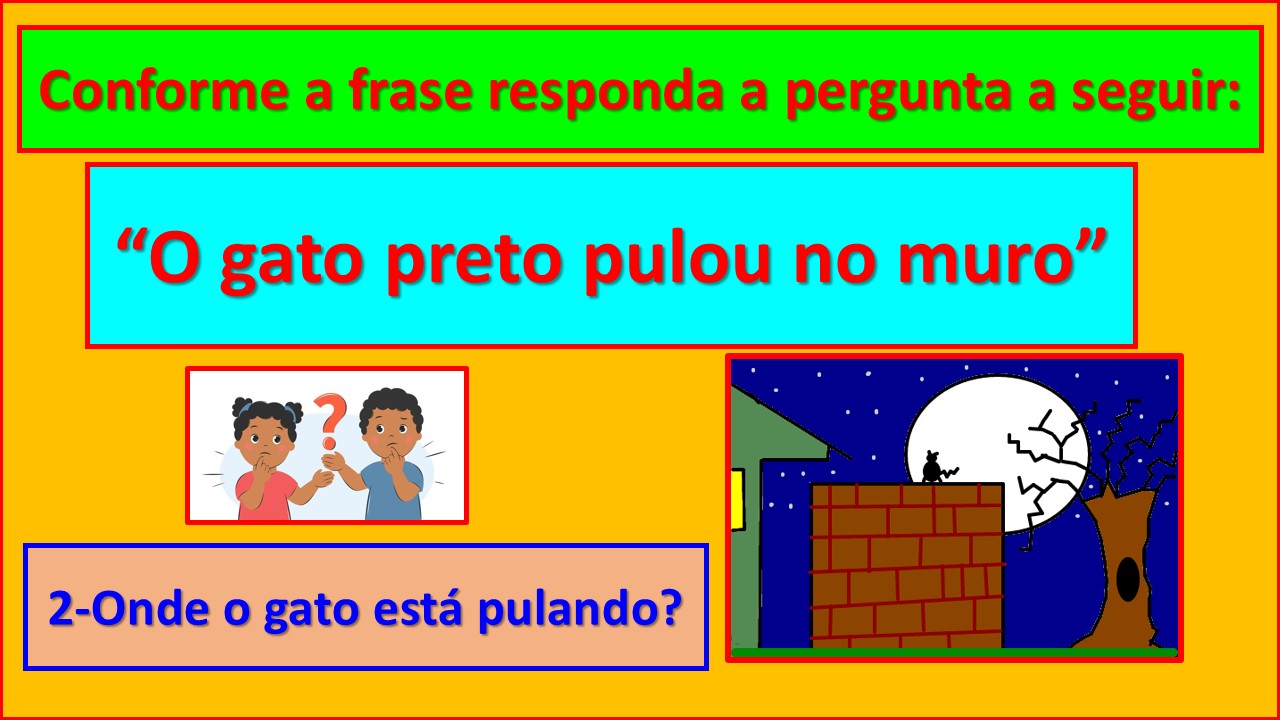 Conforme a frase responda a pergunta a seguir:
“O gato preto pulou no muro”
?
2-Onde o gato está pulando?